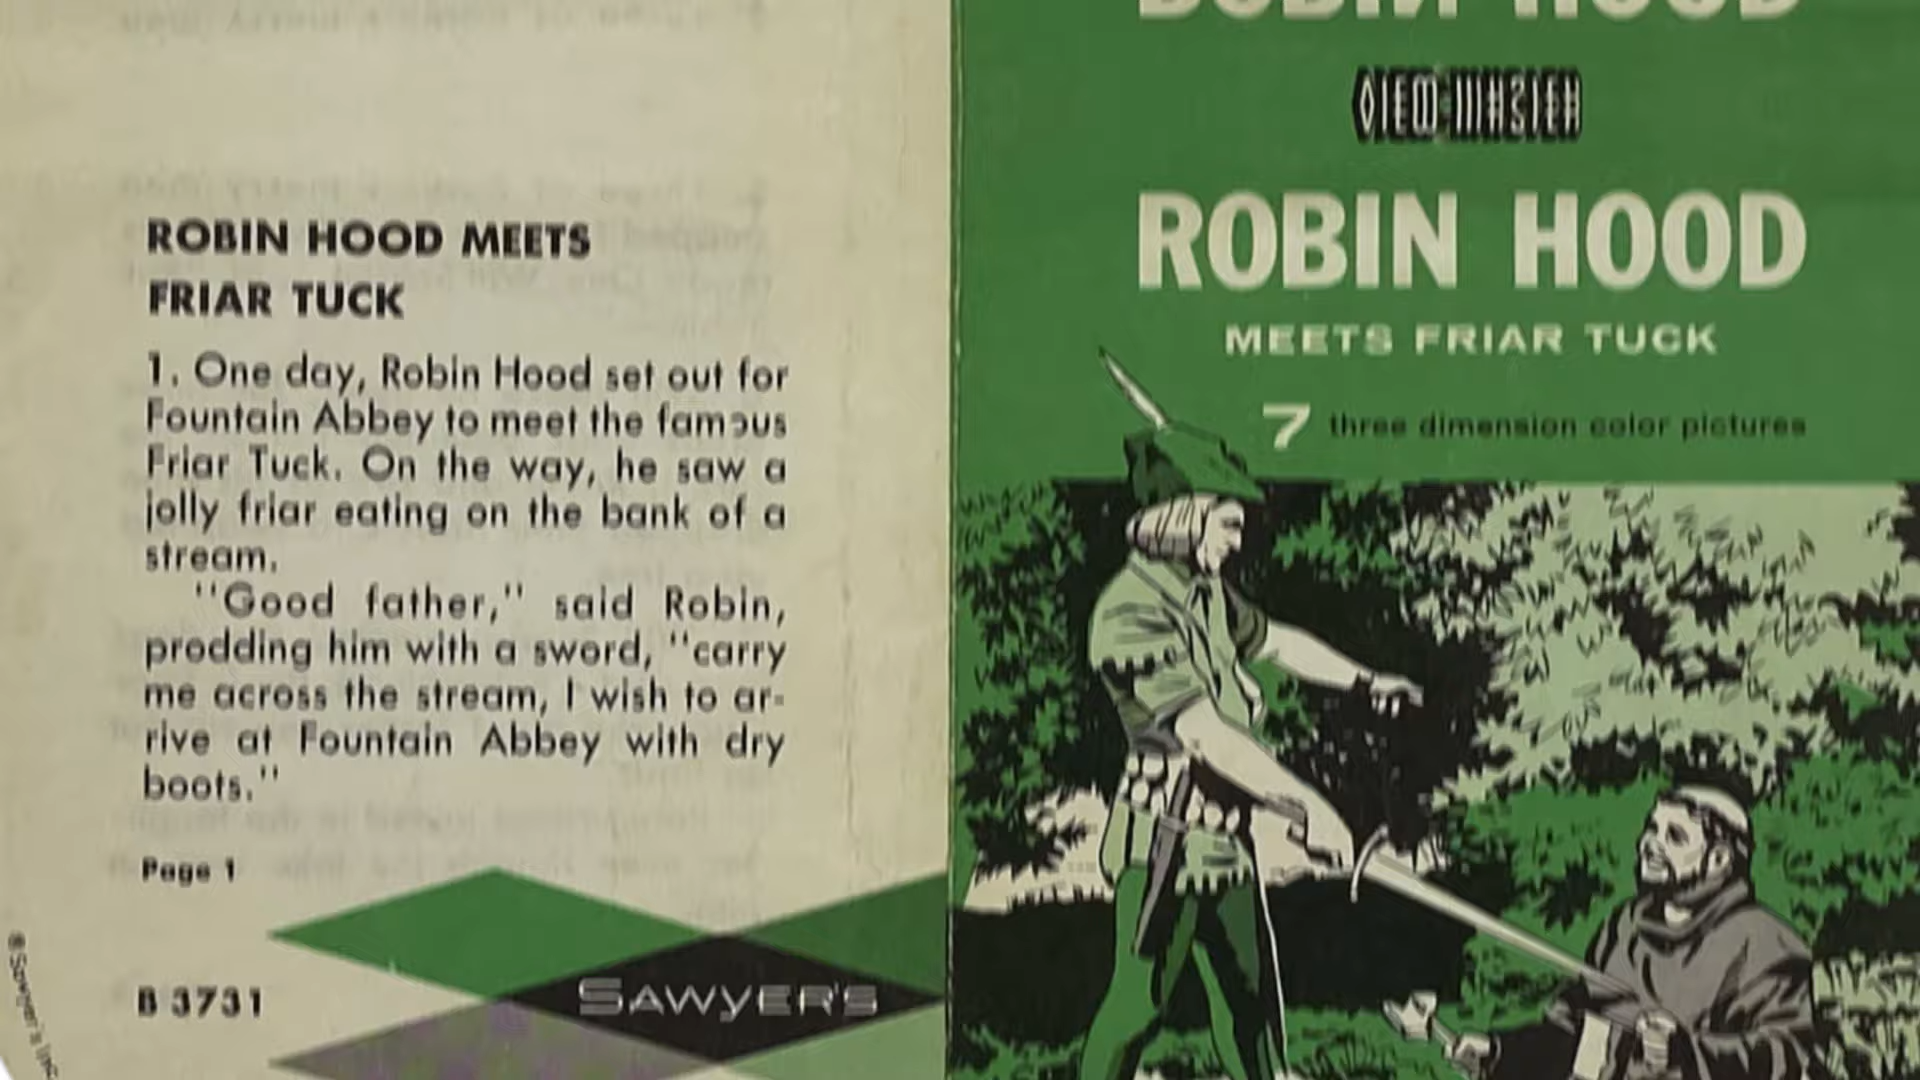 ROBIN HOOD MEETS
FRIAR TUCK
1. One day, Robin Hood set out for
Fountain Abbey to meet the famous
Friar Tuck. On the way, he saw a
jolly friar eating on the bank of a
stream.
"Good father," said Robin,
prodding him with a sword, "carry
me across the stream, I wish to ar-
rive at Fountain Abbey with dry
boots."
Page 1
B 3731
SAWYER'S
HOOD
ROBIN HOOD
MEETS FRIAR TUCK
7 three dimension color pictures